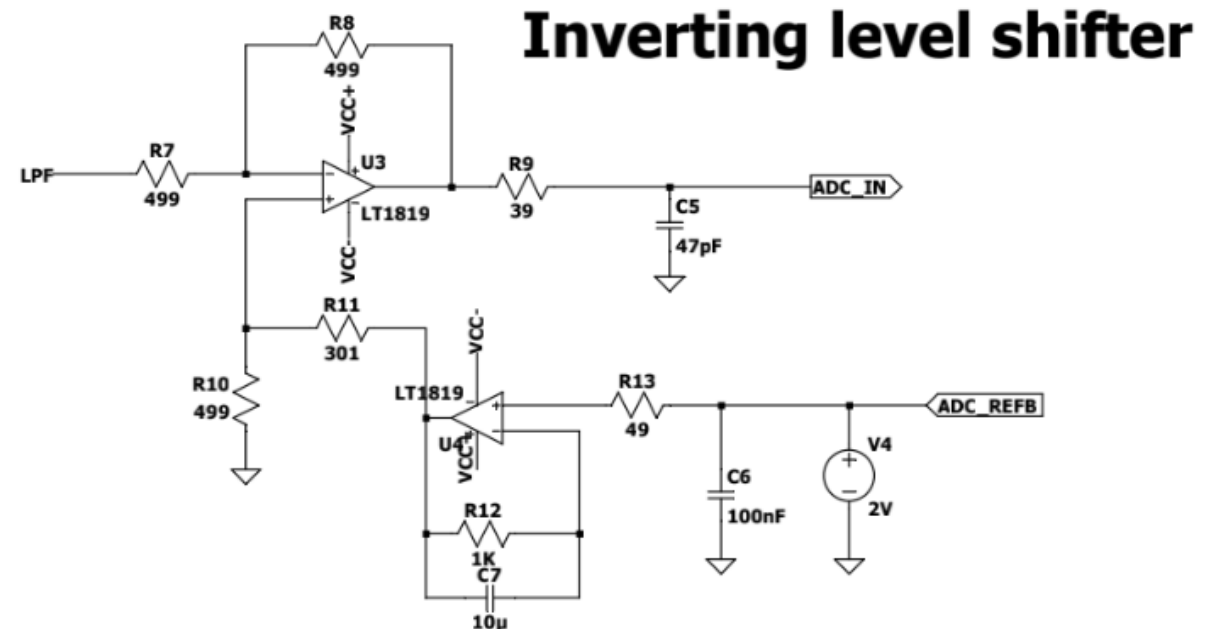 Inverting level shifter
R8
499
VCC+
R7
U3
R9
LPF
ADC_IN
499
LT1819
39
C5
VCC-
47pF
R11
VCC-
301
R10
LT1819
R13
499
ADC_REFB
U4
49
V4
VCC+
C6
R12
100nF
2V
1K
C7
10µ